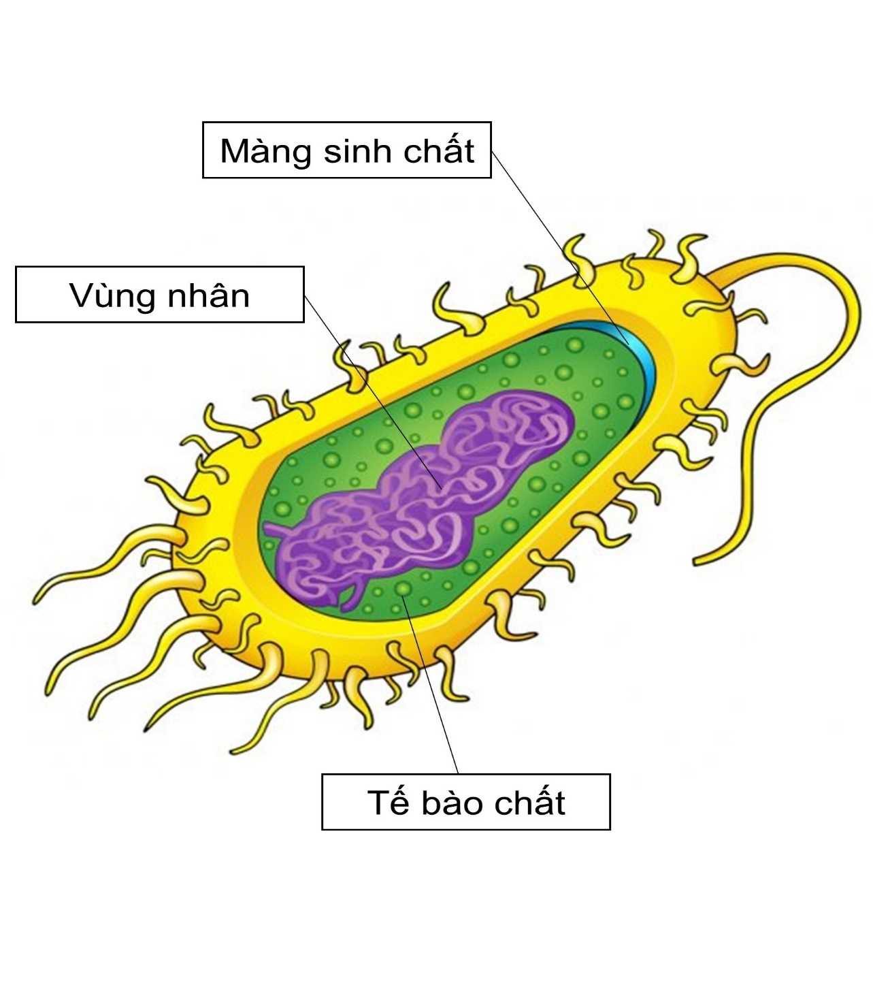 Màng sinh chất
Vùng nhân
Tế bào chất